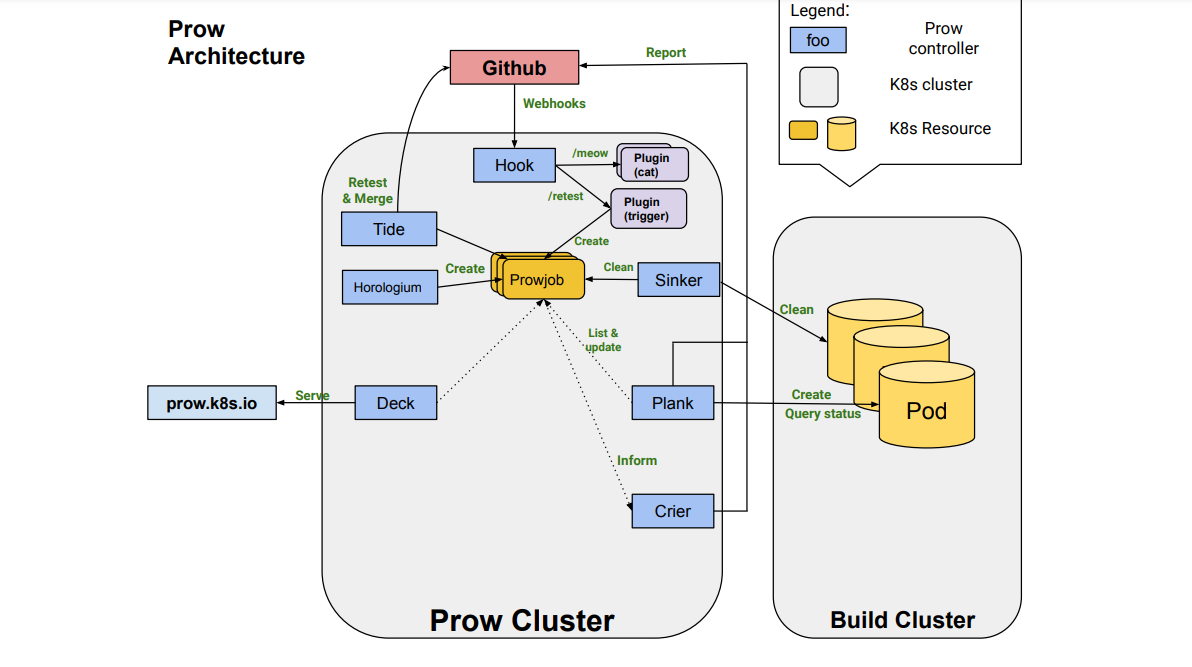 Prow
Architecture
Legend:
foo
Prow
controller
K8s cluster
K8s Resource
Github
Report
Webhooks
Hook
/meow
Plugin
(cat)
/retest
Plugin
(trigger)
Retest
& Merge
Tide
Create
Horologium
Create
Prowjob
Clean
Sinker
Clean
List &
update
prow.k8s.io
Serve
Deck
Plank
Create
Query status
Pod
Inform
Crier
Prow Cluster
Build Cluster